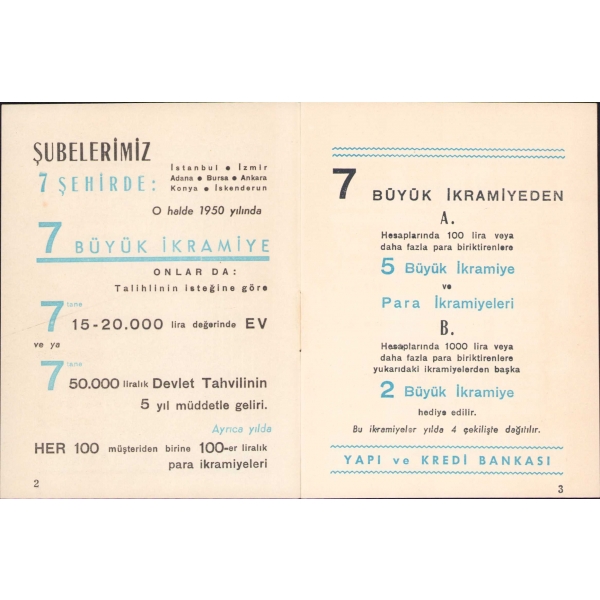 ŞUBELERİMİZ
7 ŞEHİRDE:
İstanbul ● İzmir
Adana ● Bursa ● Ankara
Konya ● İskenderun
O halde 1950 yılında
7 BÜYÜK İKRAMİYE
ONLAR DA:
Talihlinin isteğine göre
7 tane 15-20.000 lira değerinde EV
ve ya
7 tane 50.000 liralık Devlet Tahvilinin
5 yıl müddetle geliri.
Ayrıca yılda
HER 100 müşteriden birine 100-er liralık
para ikramiyeleri
2
7 BÜYÜK İKRAMİYEDEN
A.
Hesaplarında 100 lira veya
daha fazla para biriktirenlere
5 Büyük İkramiye
ve
Para İkramiyeleri
B.
Hesaplarında 1000 lira veya
daha fazla para biriktirenlere
yukarıdaki ikramiyelerden başka
2 Büyük İkramiye
hediye edilir.
Bu ikramiyeler yılda 4 çekilişte dağıtılır.
YAPI ve KREDİ BANKASI
3